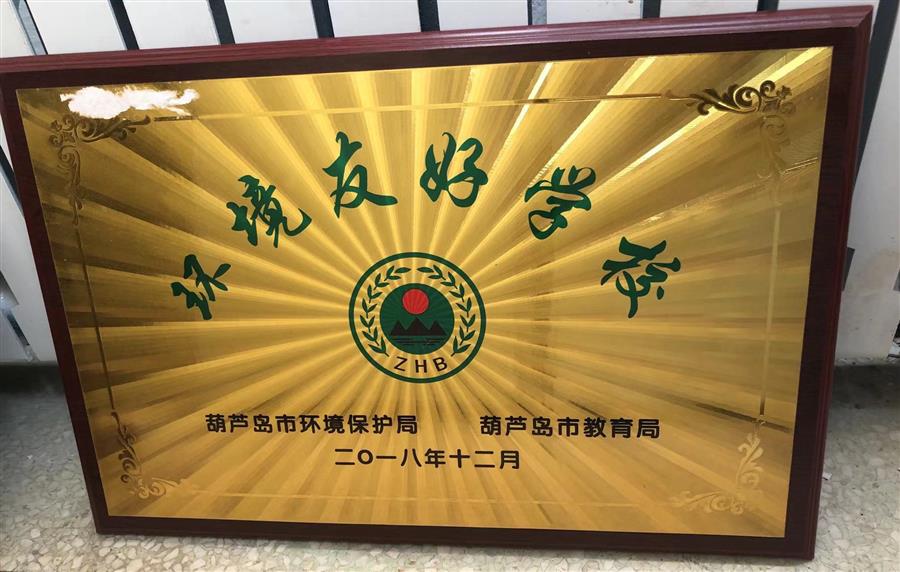 环境友好学校
ZHB
葫芦岛市环境保护局 葫芦岛市教育局
二O一八年十二月